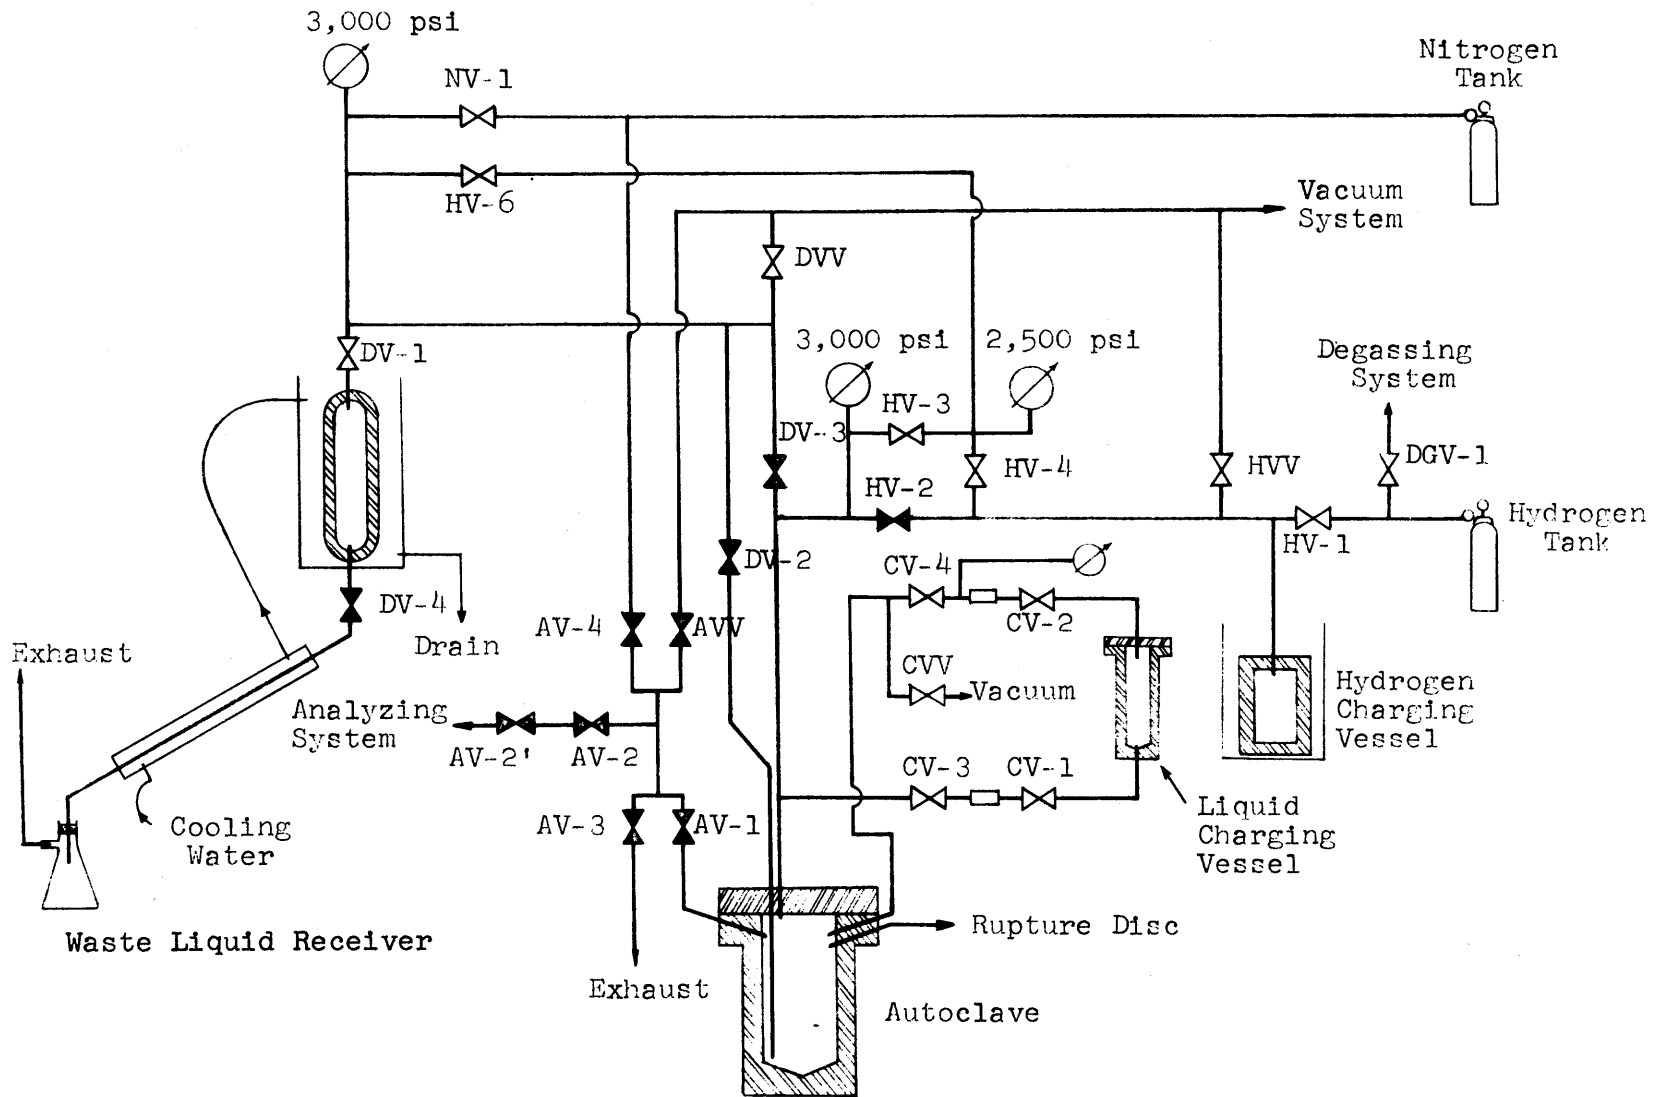 3,000 psi
NV-1
Nitrogen
Tank
HV-6
Vacuum
System
DVV
3,000 psi
2,500 psi
DV-1
Degassing
System
HV-3
DV-3
HV-4
HVV
DGV-1
HV-2
Hydrogen
Tank
HV-1
DV-2
CV-4
DV-4
AV-4
AVV
CV-2
Drain
Exhaust
CVV
Vacuum
Analyzing
System
Hydrogen
Charging
Vessel
AV-2'
AV-2
CV-3
CV-1
Liquid
Charging
Vessel
Cooling
Water
AV-3
AV-1
Waste Liquid Receiver
Rupture Disc
Exhaust
Autoclave